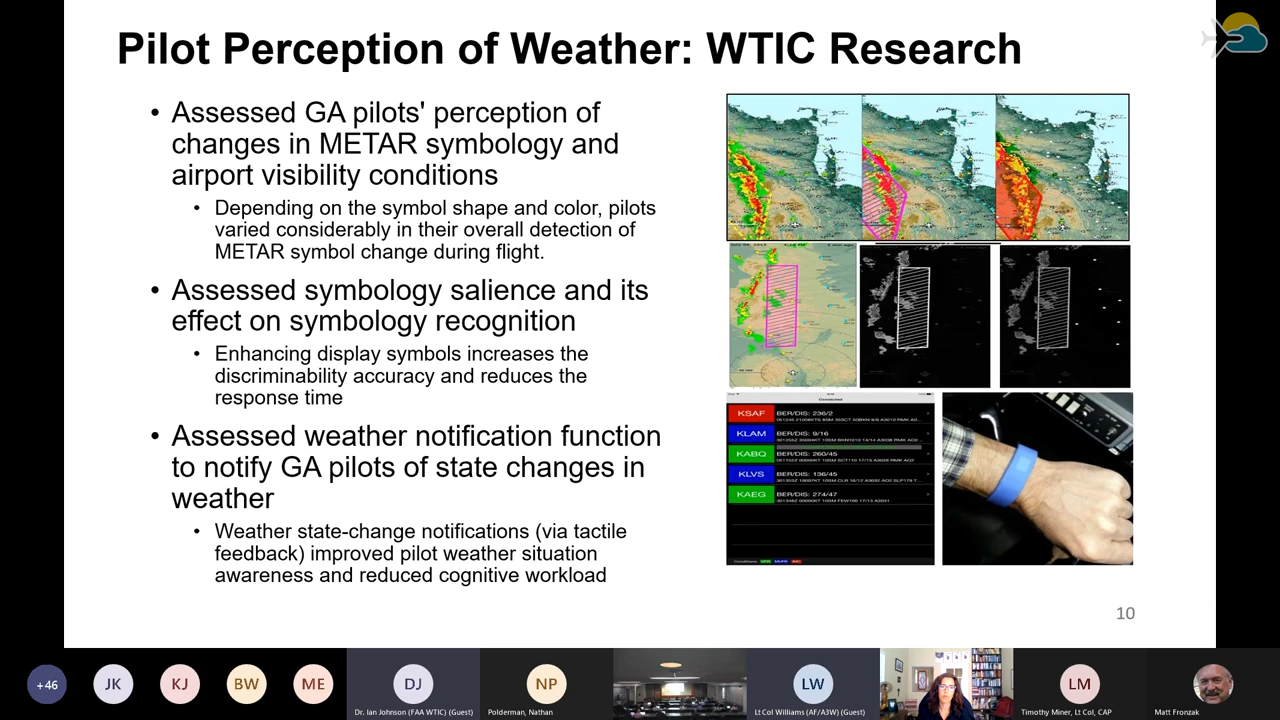 Pilot Perception of Weather: WTIC Research
• Assessed GA pilots' perception of
changes in METAR symbology and
airport visibility conditions
• Depending on the symbol shape and color, pilots
varied considerably in their overall detection of
METAR symbol change during flight.
• Assessed symbology salience and its
effect on symbology recognition
• Enhancing display symbols increases the
discriminability accuracy and reduces the
response time
• Assessed weather notification function
to notify GA pilots of state changes in
weather
• Weather state-change notifications (via tactile
feedback) improved pilot weather situation
awareness and reduced cognitive workload
KSAF BER/DIS: 236/2
KLAM BER/DIS: 9/16
KABQ BER/DIS: 260/45
KLVS BER/DIS: 136/45
KAEG BER/DIS: 274/47
10
+46
JK
KJ
BW
ME
DJ
Dr. Ian Johnson (FAA WTIC) (Guest)
NP
Polderman, Nathan
LW
Lt Col Williams (AF/A3W) (Guest)
LM
Timothy Miner, Lt Col, CAP
Matt Fronzak